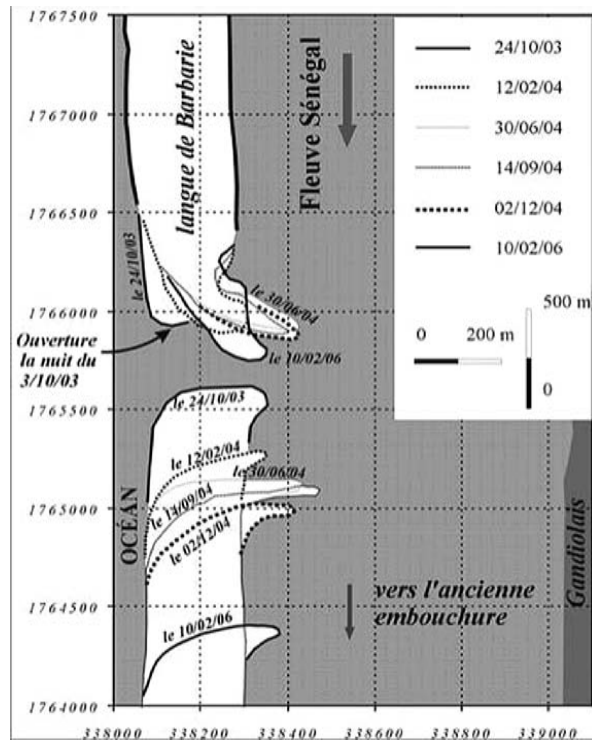 1767500
1767000
1766500
1766000
1765500
1765000
1764500
1764000
338000
338200
338400
338600
338800
339000
langue de Barbarie
Fleuve Sénégal
24/10/03
12/02/04
30/06/04
14/09/04
02/12/04
10/02/06
500 m
0
0 200 m
le 24/10/03
le 30/06/04
le 10/02/06
Ouverture
la nuit du
3/10/03
le 24/10/03
le 12/02/04
le 30/06/04
le 14/09/04
le 02/12/04
OCÉAN
vers l'ancienne
embouchure
le 10/02/06
Gandiolais